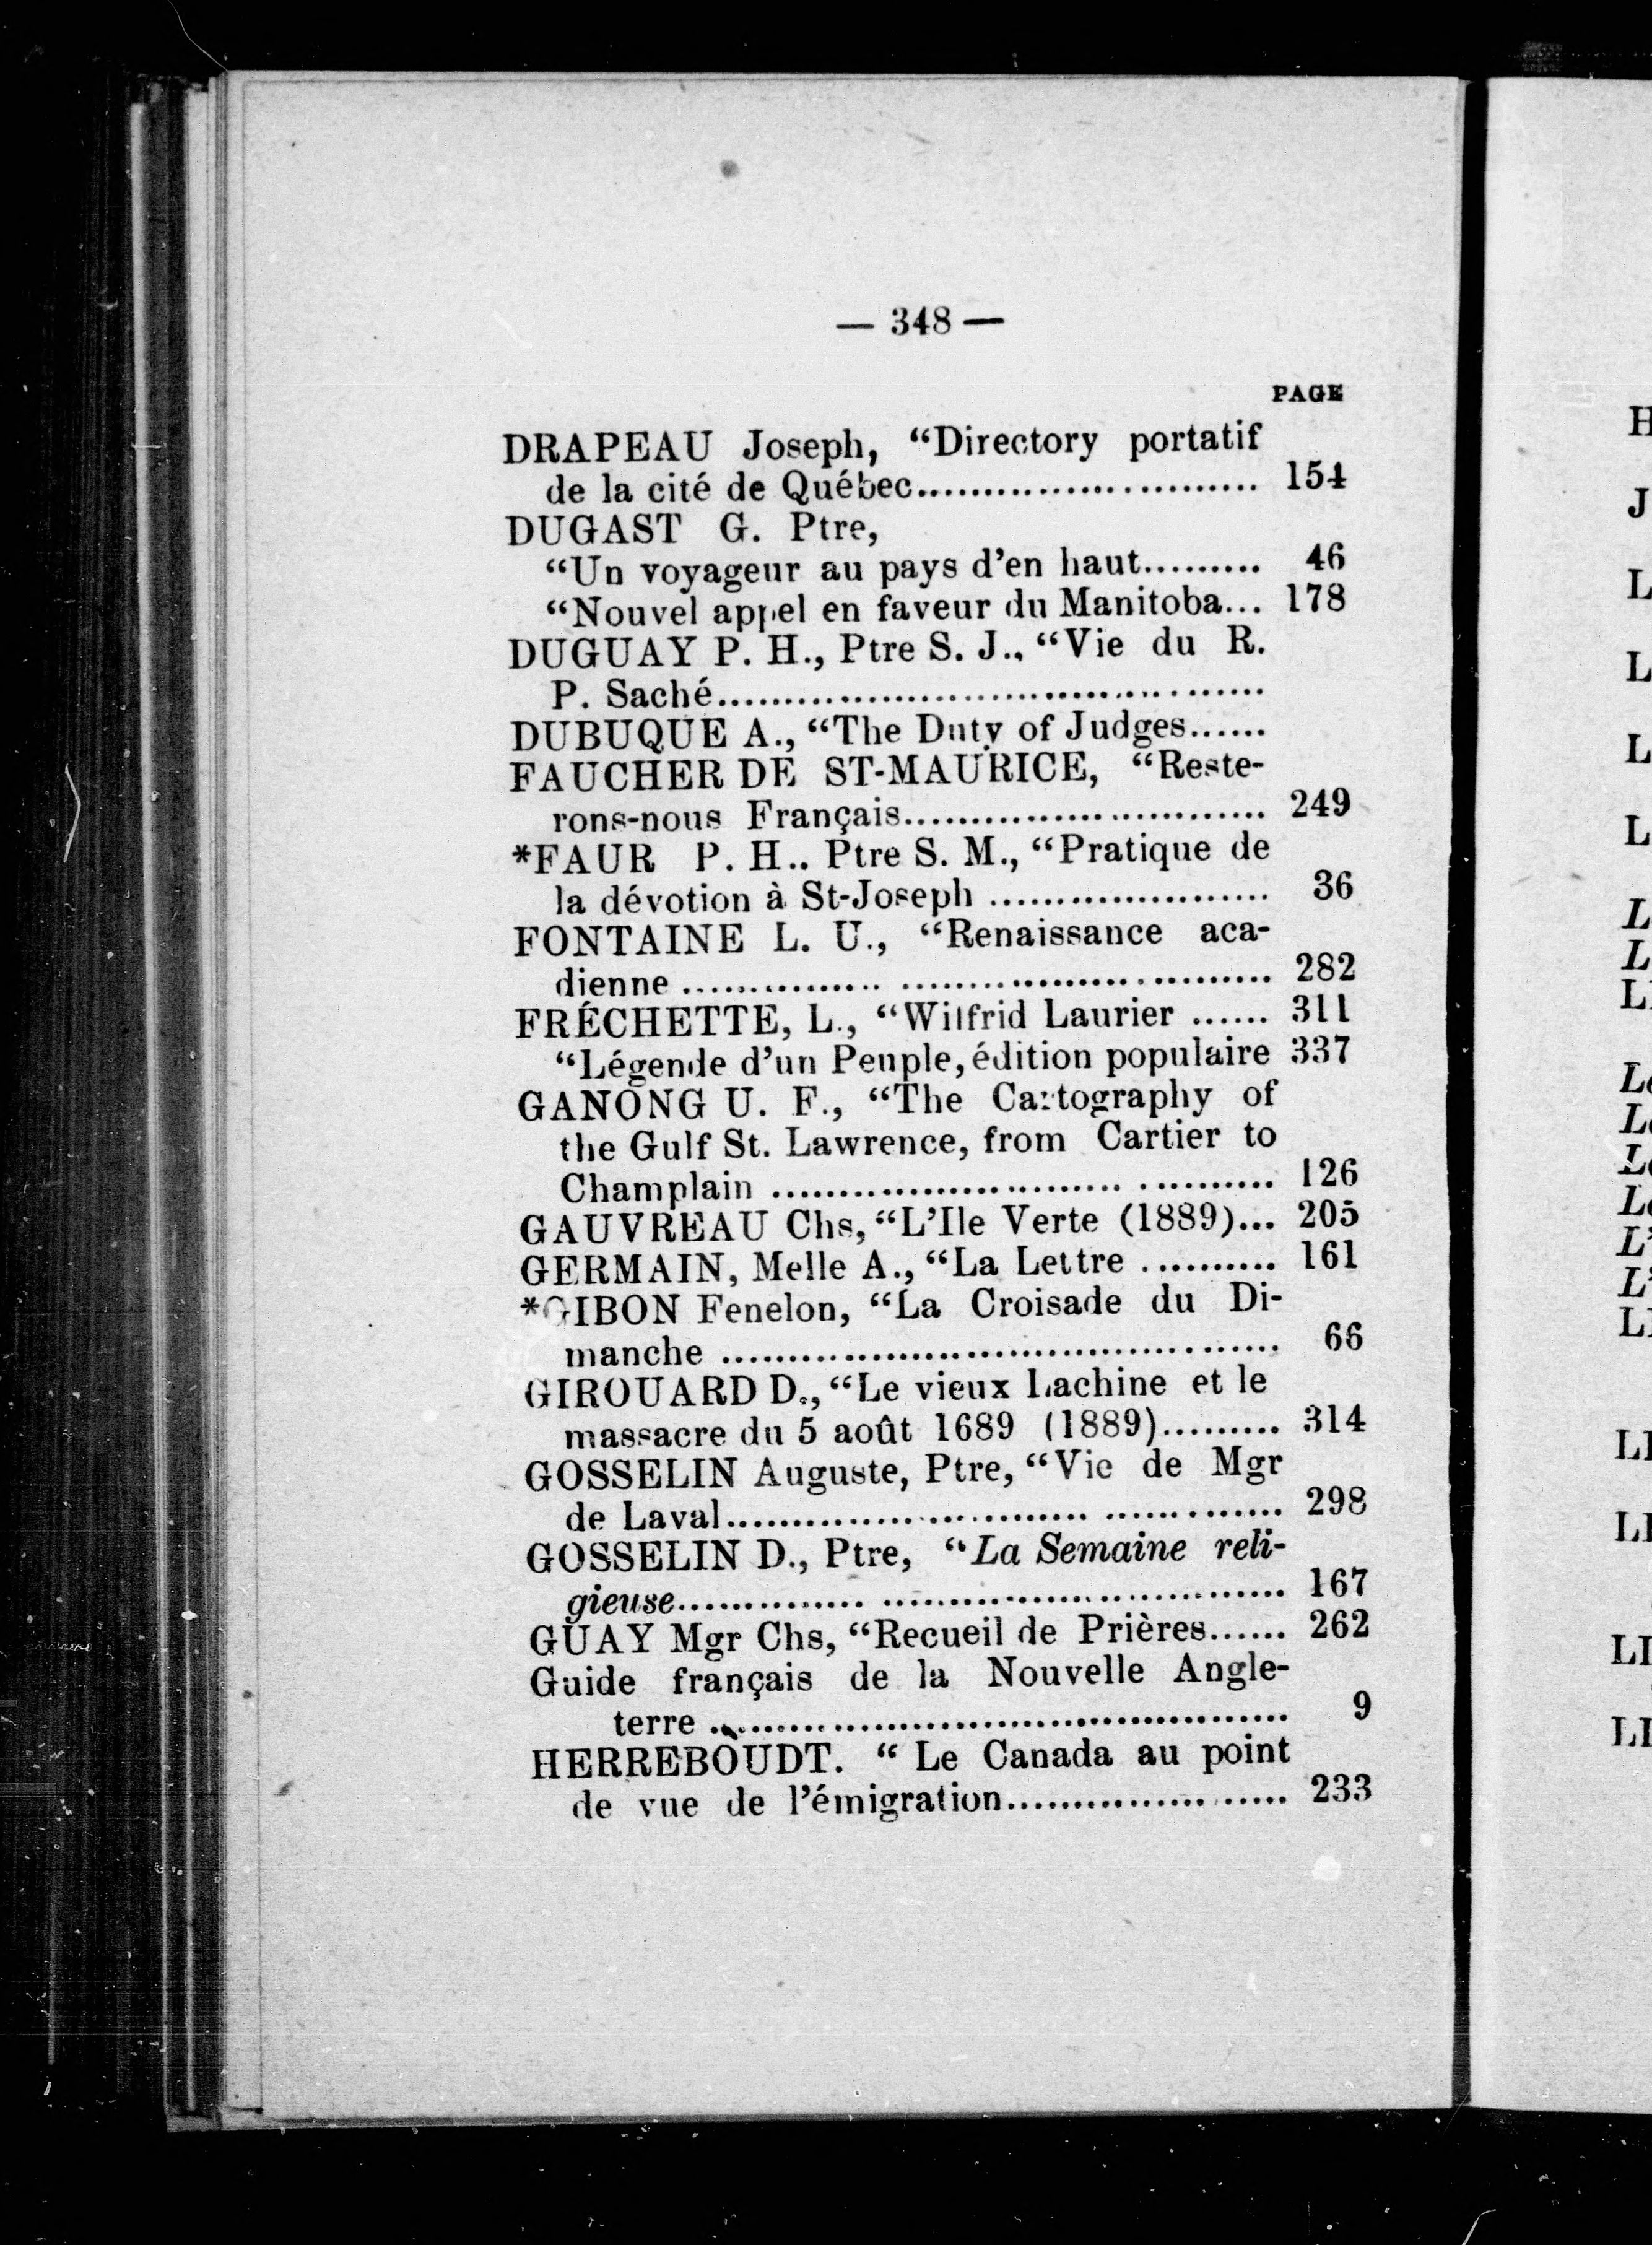 — 348 —
PAGE
DRAPEAU Joseph, “Directory portatif
de la cité de Québec.......................... 154
DUGAST G. Ptre,
“Un voyageur au pays d’en haut......... 46
“Nouvel appel en faveur du Manitoba... 178
DUGUAY P. H., Ptre S. J., “Vie du R.
P. Saché.........................................
DUBUQUE A., “The Duty of Judges......
FAUCHER DE ST-MAURICE, “Reste-
rons-nous Français........................... 249
*FAUR P. H.. Ptre S. M., “Pratique de
la dévotion à St-Joseph ..................... 36
FONTAINE L. U., “Renaissance aca-
dienne ........................................... 282
FRÉCHETTE, L., “Wilfrid Laurier ...... 311
“Légende d’un Peuple, édition populaire 337
GANONG U. F., “The Cartography of
the Gulf St. Lawrence, from Cartier to
Champlain ..................................... 126
GAUVREAU Chs, “L’Ile Verte (1889)... 205
GERMAIN, Melle A., “La Lettre .......... 161
*GIBON Fenelon, “La Croisade du Di-
manche .......................................... 66
GIROUARD D., “Le vieux Lachine et le
massacre du 5 août 1689 (1889)......... 314
GOSSELIN Auguste, Ptre, “Vie de Mgr
de Laval......................................... 298
GOSSELIN D., Ptre, “La Semaine reli-
gieuse............................................ 167
GUAY Mgr Chs, “Recueil de Prières...... 262
Guide français de la Nouvelle Angle-
terre ........................................... 9
HERREBOUDT. “ Le Canada au point
de vue de l’émigration..................... 233